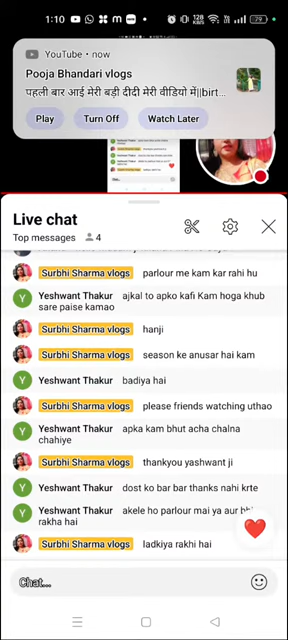 1:10
128
KB/s
4G
79
YouTube • now
Pooja Bhandari vlogs
पहली बार आई मेरी बड़ी दीदी मेरी वीडियो में||birt...
Play Turn Off Watch Later
Live chat
Top messages 4
Surbhi Sharma vlogs parlour me kam kar rahi hu
Yeshwant Thakur ajkal to apko kafi Kam hoga khub
sare paise kamao
Surbhi Sharma vlogs hanji
Surbhi Sharma vlogs season ke anusar hai kam
Yeshwant Thakur badiya hai
Surbhi Sharma vlogs please friends watching uthao
Yeshwant Thakur apka kam bhut acha chalna
chahiye
Surbhi Sharma vlogs thankyou yashwant ji
Yeshwant Thakur dost ko bar bar thanks nahi krte
Yeshwant Thakur akele ho parlour mai ya aur bhi
rakha hai
Surbhi Sharma vlogs ladkiya rakhi hai
Chat...